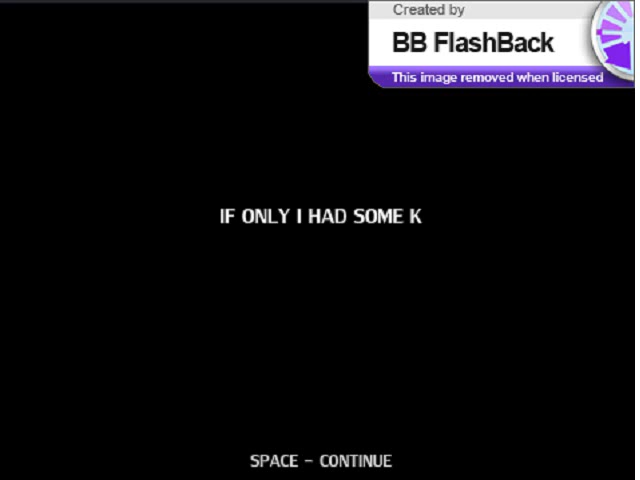 Created by
BB FlashBack
This image removed when licensed
IF ONLY I HAD SOME K
SPACE - CONTINUE